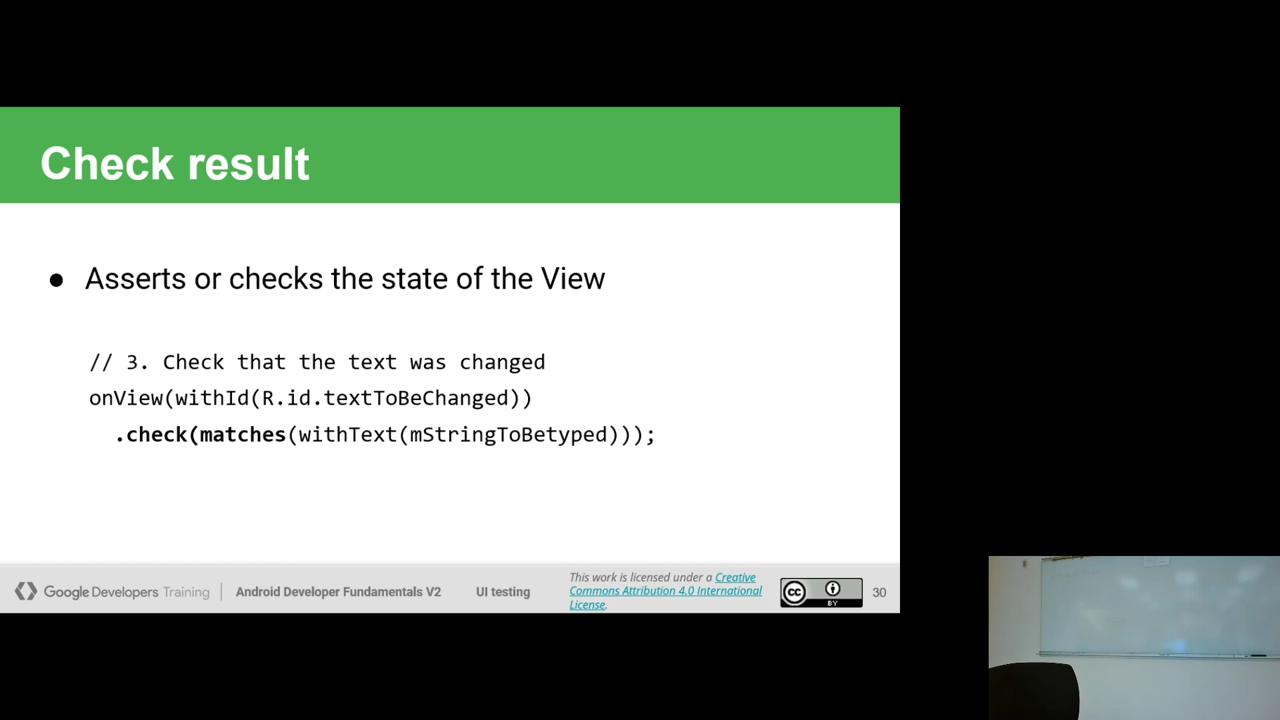 Check result
● Asserts or checks the state of the View
// 3. Check that the text was changed
onView(withId(R.id.textToBeChanged))
.check(matches(withText(mStringToBetyped)));
Google Developers Training
Android Developer Fundamentals V2
UI testing
This work is licensed under a Creative
Commons Attribution 4.0 International
License.
cc
BY
30